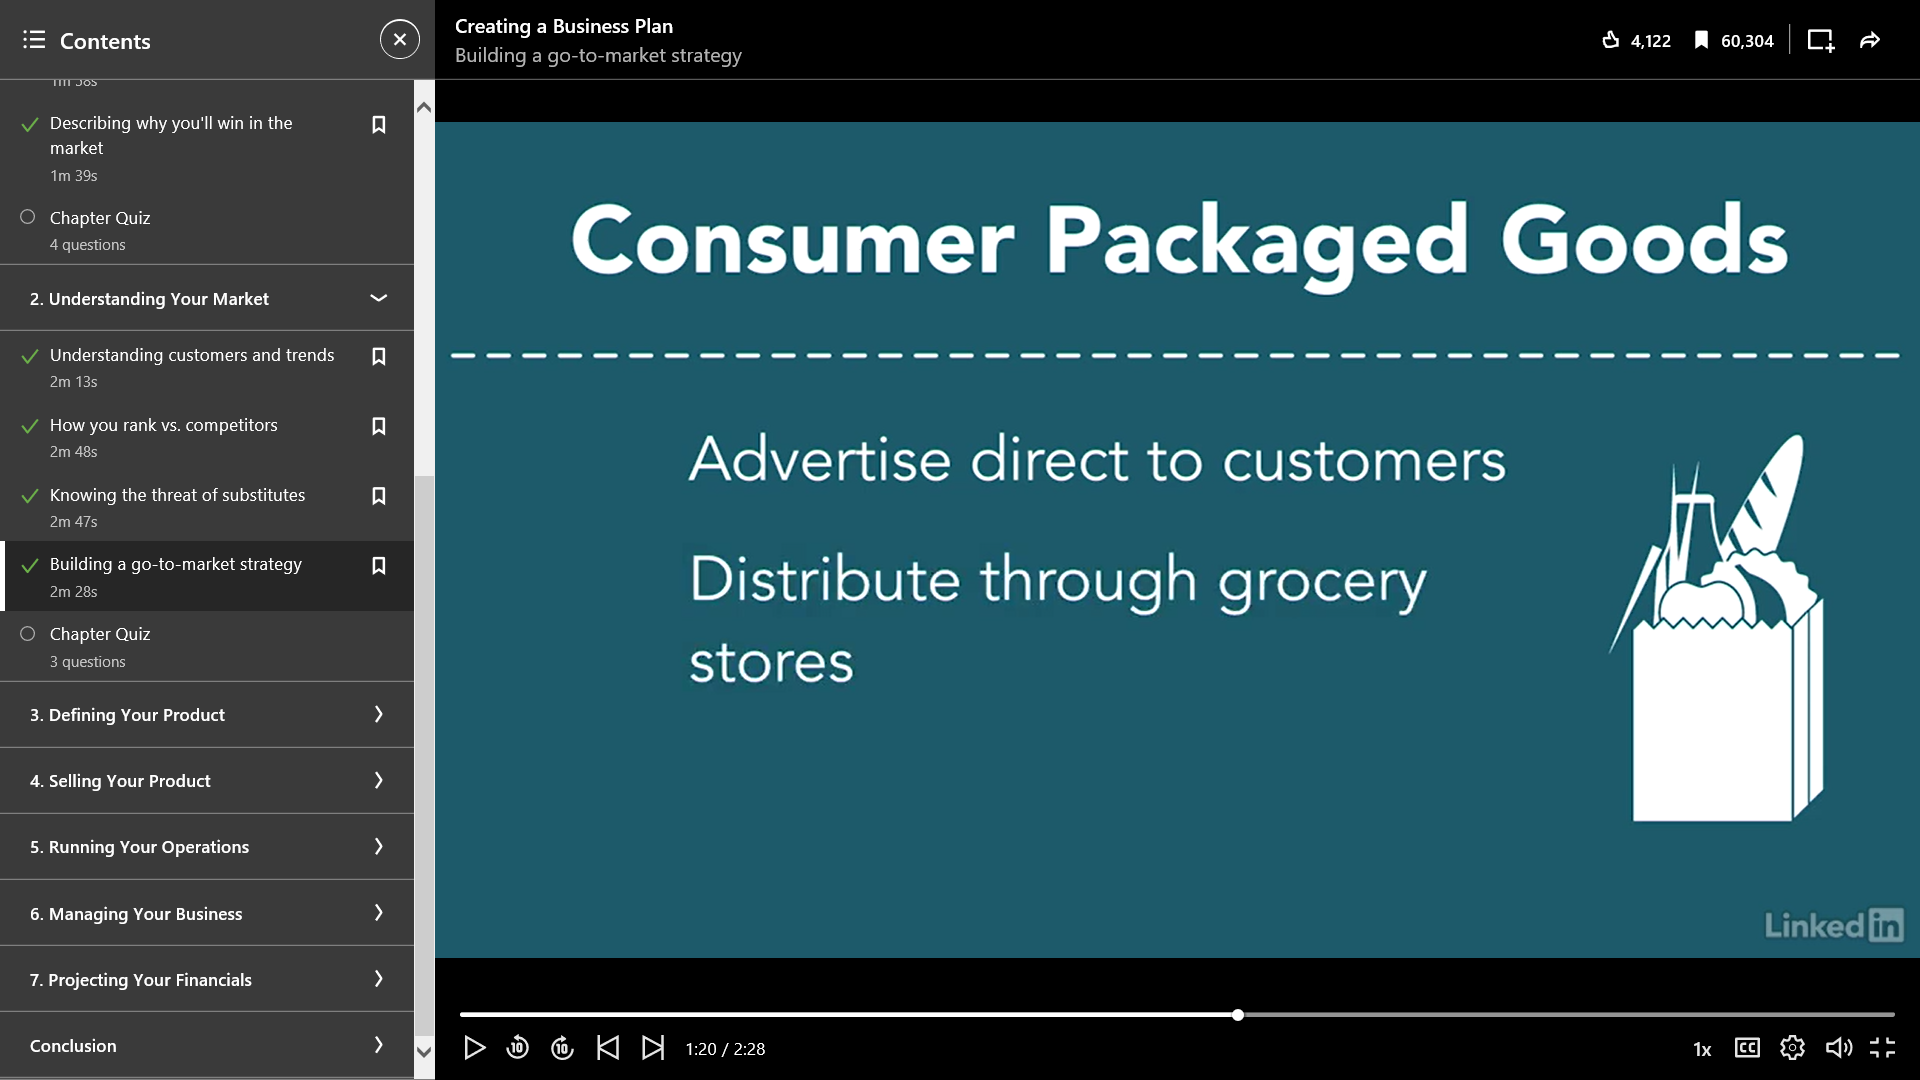 Contents
1m 38s
Describing why you'll win in the
market
1m 39s
Chapter Quiz
4 questions
2. Understanding Your Market
Understanding customers and trends
2m 13s
How you rank vs. competitors
2m 48s
Knowing the threat of substitutes
2m 47s
Building a go-to-market strategy
2m 28s
Chapter Quiz
3 questions
3. Defining Your Product
4. Selling Your Product
5. Running Your Operations
6. Managing Your Business
7. Projecting Your Financials
Conclusion
Creating a Business Plan
Building a go-to-market strategy
4,122
60,304
Consumer Packaged Goods
Advertise direct to customers
Distribute through grocery
stores
Linked in
10
10
1:20 / 2:28
1x
CC